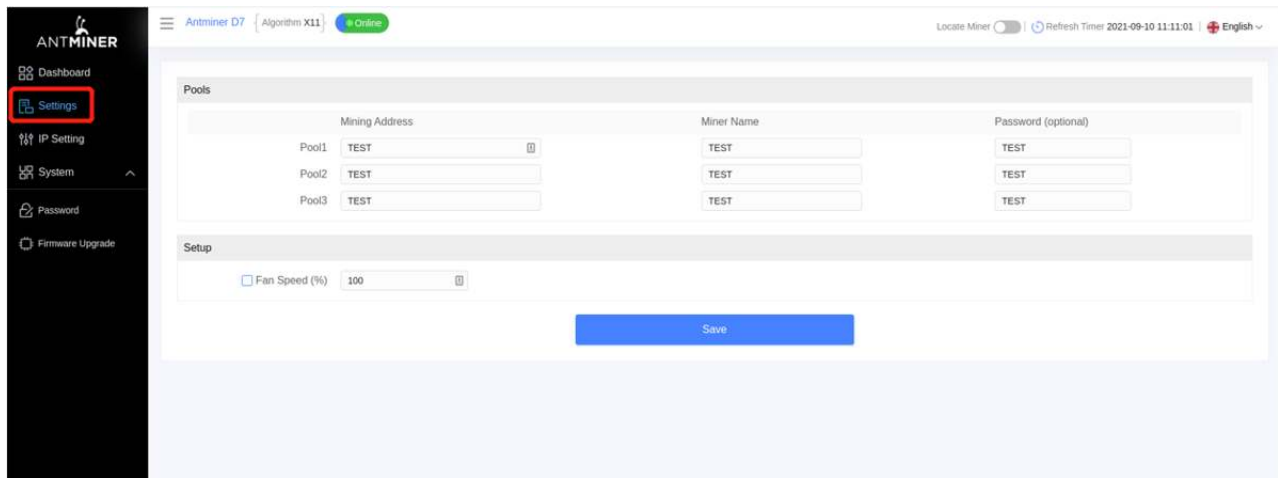 ANTMINER
Antminer D7 { Algorithm X11 } Online
Locate Miner | Refresh Timer 2021-09-10 11:11:01 | English
Dashboard
Settings
IP Setting
System
Password
Firmware Upgrade
Pools
Mining Address Miner Name Password (optional)
Pool1 TEST TEST TEST
Pool2 TEST TEST TEST
Pool3 TEST TEST TEST
Setup
Fan Speed (%) 100
Save